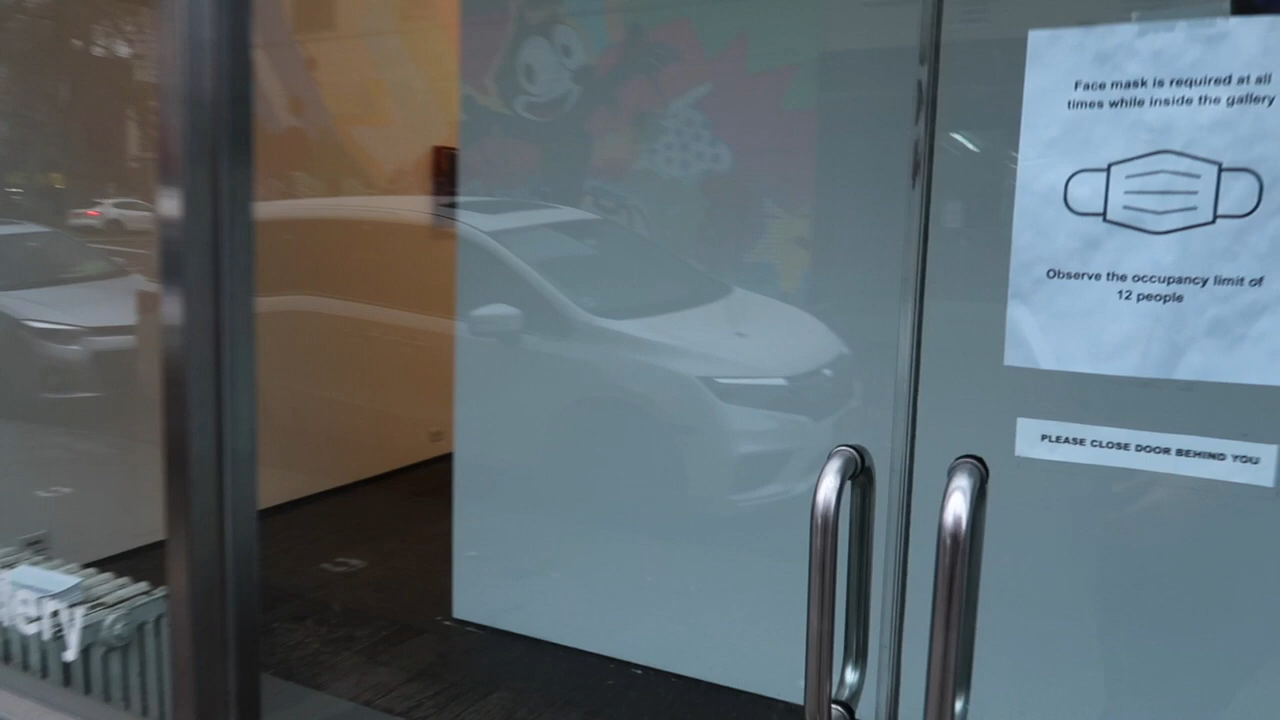 Face mask is required at all
times while inside the gallery
Observe the occupancy limit of
12 people
PLEASE CLOSE DOOR BEHIND YOU